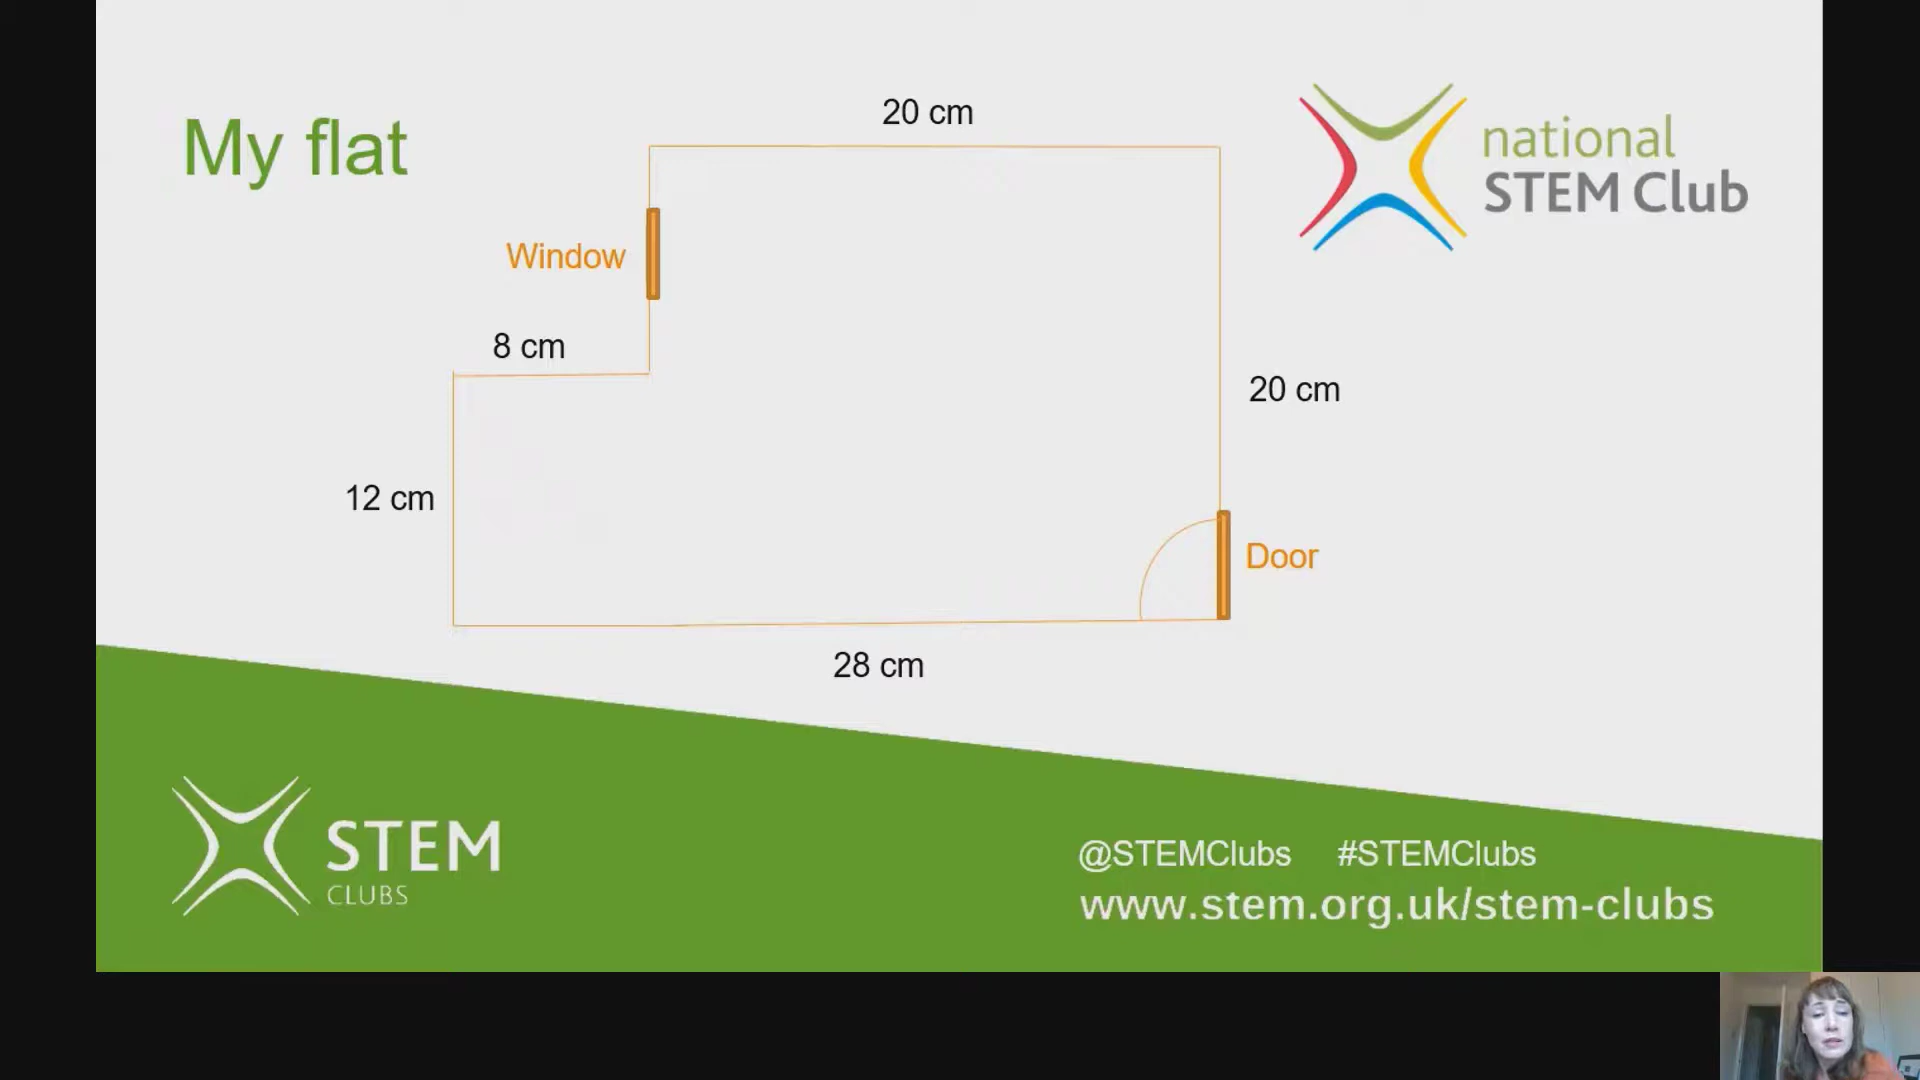 My flat
20 cm
national
STEM Club
Window
8 cm
20 cm
12 cm
Door
28 cm
STEM
CLUBS
@STEMClubs #STEMClubs
www.stem.org.uk/stem-clubs